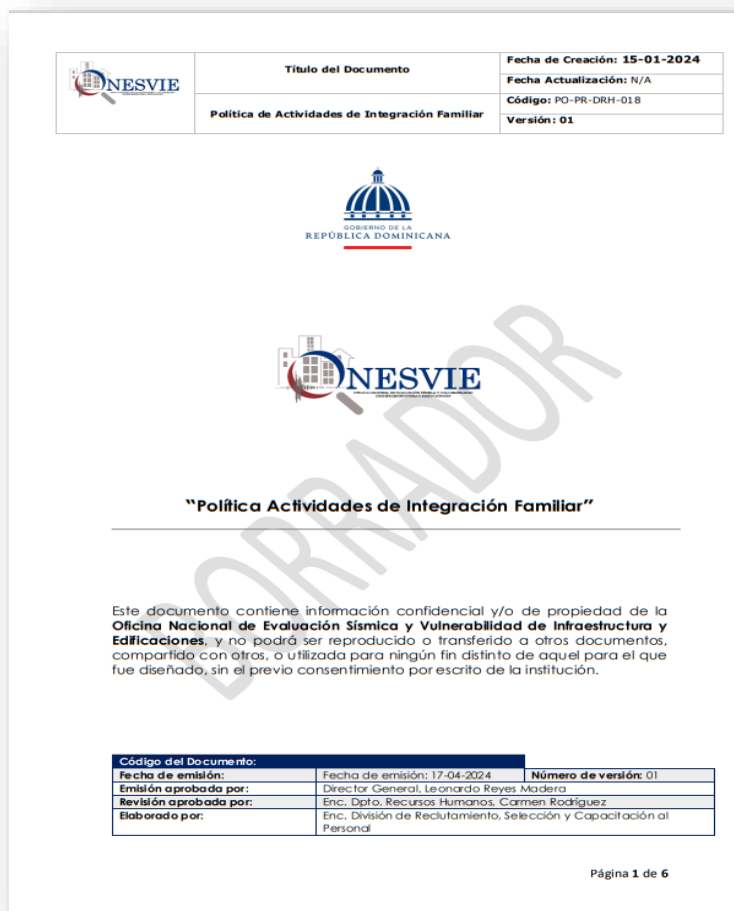 NESVIE
Título del Documento
Política de Actividades de Integración Familiar
Fecha de Creación: 15-01-2024
Fecha Actualización: N/A
Código: PO-PR-DRH-018
Versión: 01
GOBIERNO DE LA
REPÚBLICA DOMINICANA
ONESVIE
BORRADOR
“Política Actividades de Integración Familiar”
Este documento contiene información confidencial y/o de propiedad de la
Oficina Nacional de Evaluación Sísmica y Vulnerabilidad de Infraestructura y
Edificaciones, y no podrá ser reproducido o transferido a otros documentos,
compartido con otros, o utilizada para ningún fin distinto de aquel para el que
fue diseñado, sin el previo consentimiento por escrito de la institución.
Código del Documento:
Fecha de emisión: Fecha de emisión: 17-04-2024 Número de versión: 01
Emisión aprobada por: Director General, Leonardo Reyes Madera
Revisión aprobada por: Enc. Dpto. Recursos Humanos, Carmen Rodríguez
Elaborado por: Enc. División de Reclutamiento, Selección y Capacitación al
Personal
Página 1 de 6